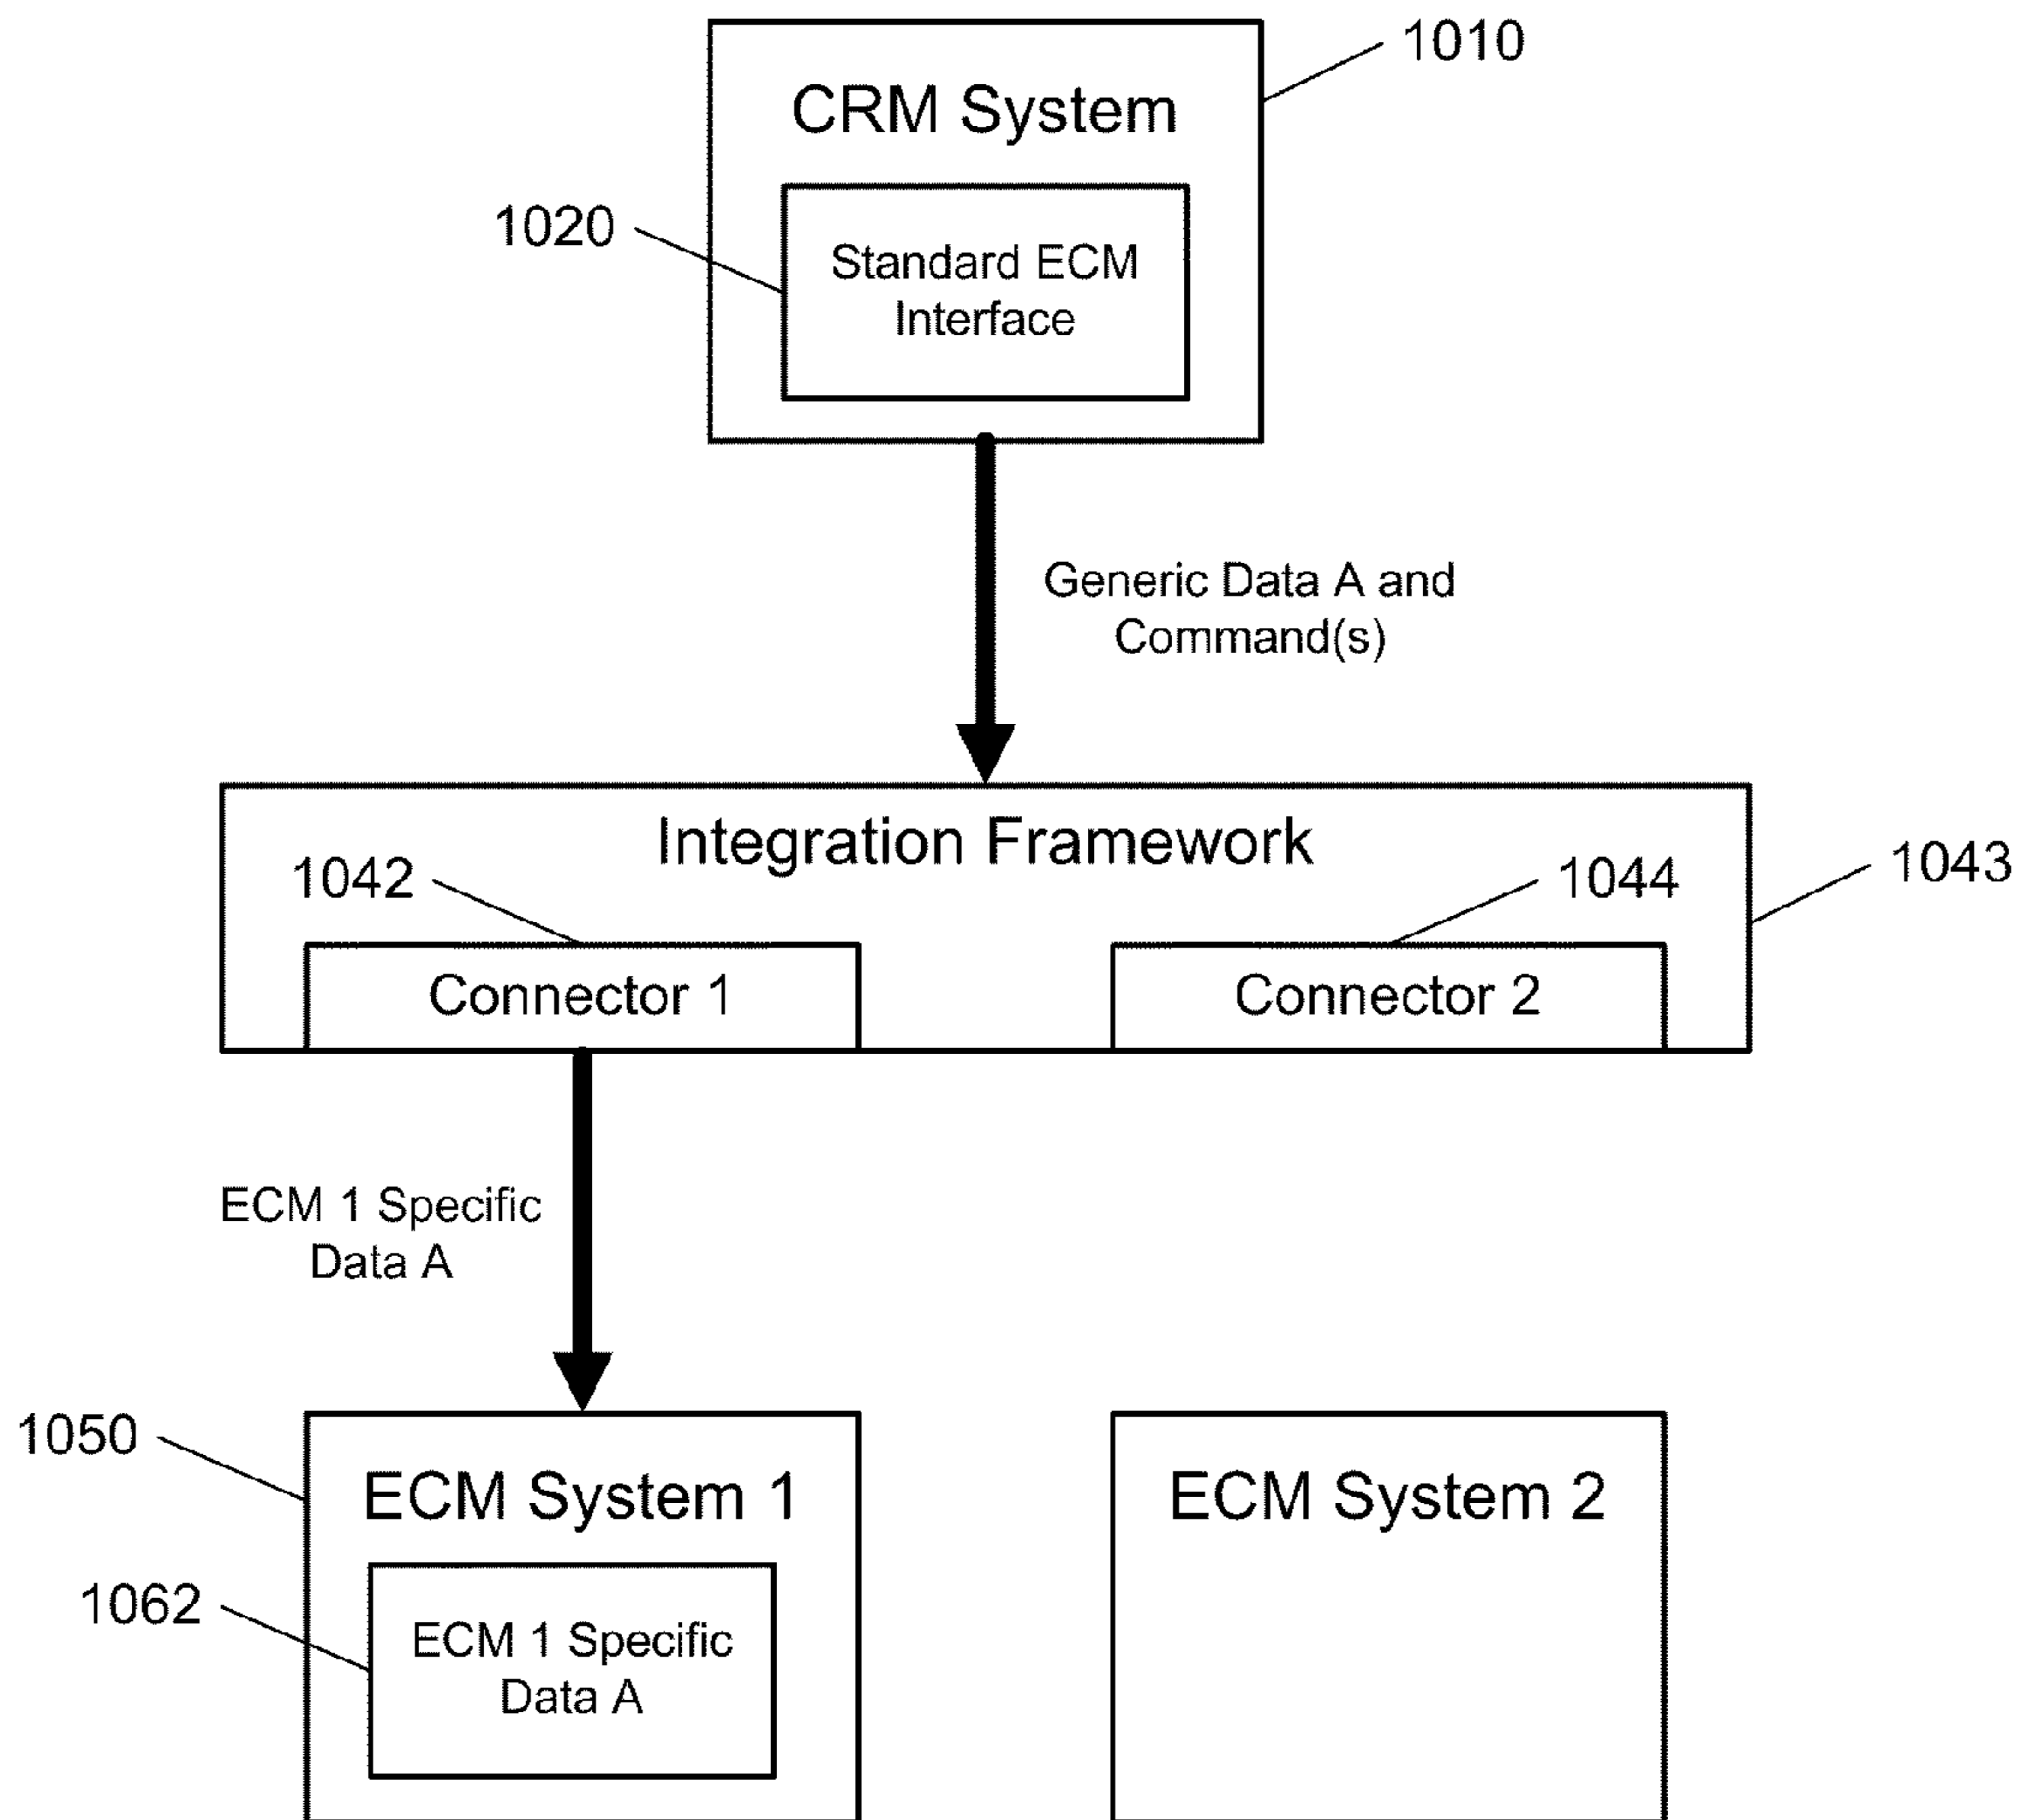 1010
CRM System
1020
Standard ECM
Interface
Generic Data A and
Command(s)
Integration Framework
1042
1044
1043
Connector 1
Connector 2
ECM 1 Specific
Data A
1050
ECM System 1
ECM System 2
1062
ECM 1 Specific
Data A